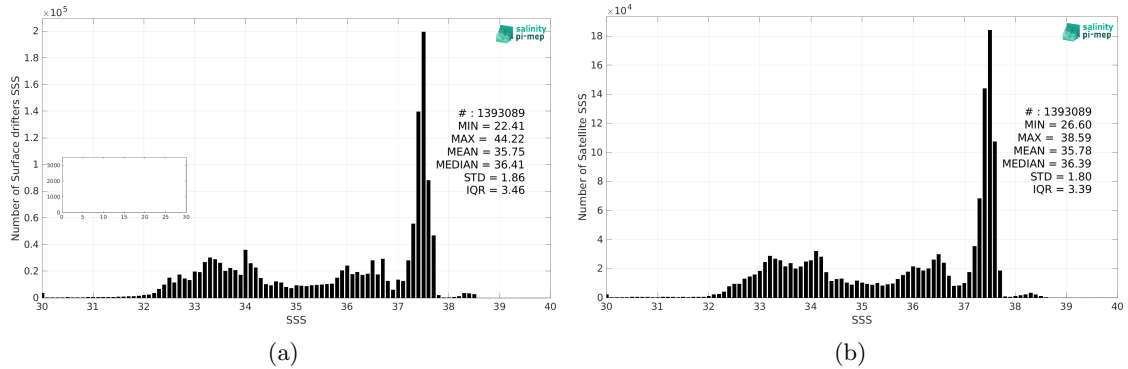 ×10⁵
2
1.8
1.6
1.4
1.2
1
0.8
0.6
0.4
0.2
0
Number of Surface drifters SSS
salinity
pi-mep
# : 1393089
MIN = 22.41
MAX = 44.22
MEAN = 35.75
MEDIAN = 36.41
STD = 1.86
IQR = 3.46
3000
2000
1000
0
0 5 10 15 20 25 30
30 31 32 33 34 35 36 37 38 39 40
SSS
(a)
×10⁴
18
16
14
12
10
8
6
4
2
0
Number of Satellite SSS
salinity
pi-mep
# : 1393089
MIN = 26.60
MAX = 38.59
MEAN = 35.78
MEDIAN = 36.39
STD = 1.80
IQR = 3.39
30 31 32 33 34 35 36 37 38 39 40
SSS
(b)